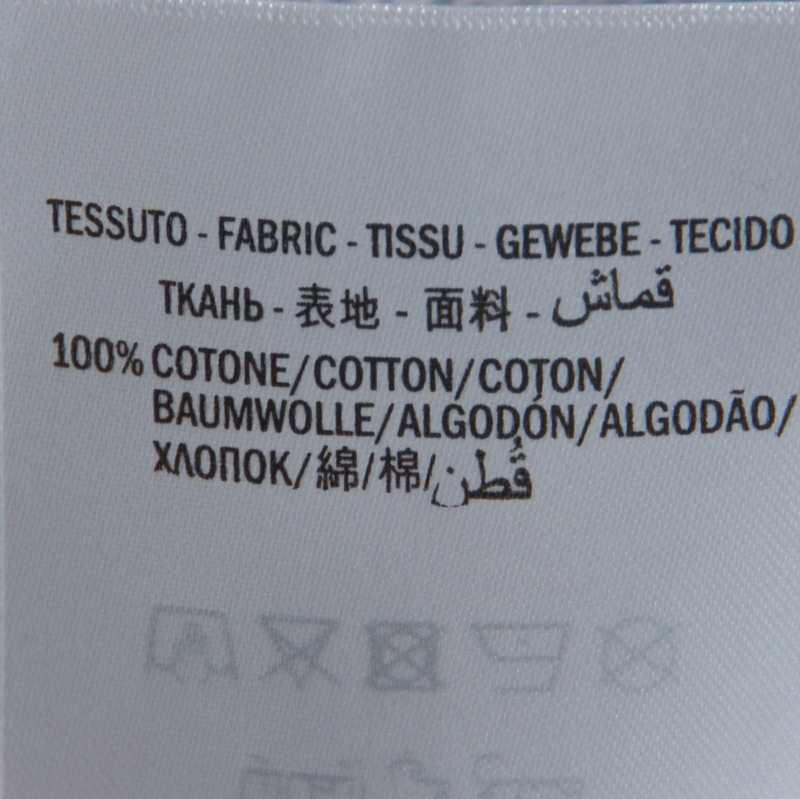 TESSUTO - FABRIC - TISSU - GEWEBE - TECIDO
ТКАНЬ - 表地 - 面料 - قماش
100% COTONE/COTTON/COTON/
BAUMWOLLE/ALGODÓN/ALGODÃO/
ХЛОПОК/綿/棉/قُطن